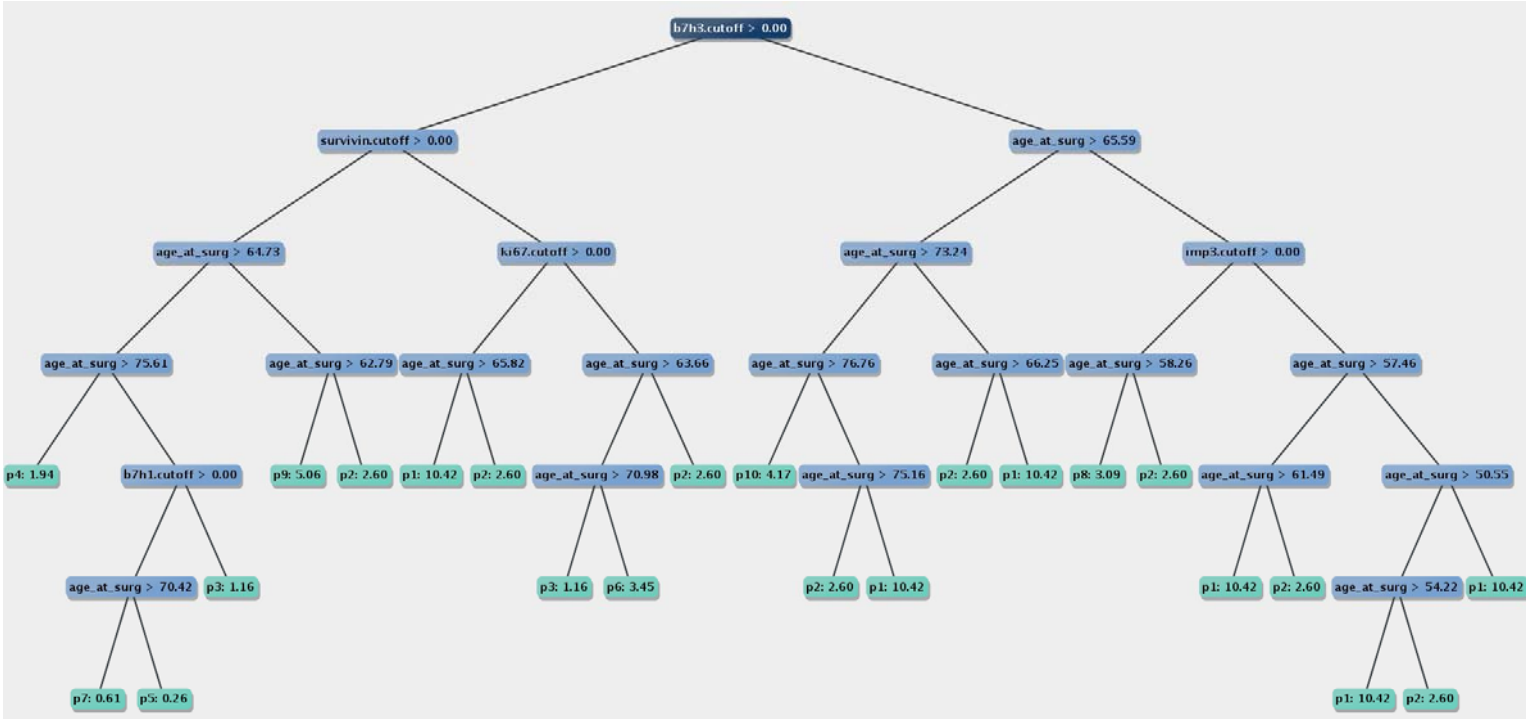 b7h3.cutoff > 0.00
survivin.cutoff > 0.00
age_at_surg > 65.59
age_at_surg > 64.73
ki67.cutoff > 0.00
age_at_surg > 73.24
imp3.cutoff > 0.00
age_at_surg > 75.61
age_at_surg > 62.79
age_at_surg > 65.82
age_at_surg > 63.66
age_at_surg > 76.76
age_at_surg > 66.25
age_at_surg > 58.26
age_at_surg > 57.46
p4: 1.94
b7h1.cutoff > 0.00
p9: 5.06
p2: 2.60
p1: 10.42
p2: 2.60
age_at_surg > 70.98
p2: 2.60
p10: 4.17
age_at_surg > 75.16
p2: 2.60
p1: 10.42
p8: 3.09
p2: 2.60
age_at_surg > 61.49
age_at_surg > 50.55
age_at_surg > 70.42
p3: 1.16
p3: 1.16
p6: 3.45
p2: 2.60
p1: 10.42
p1: 10.42
p2: 2.60
age_at_surg > 54.22
p1: 10.42
p7: 0.61
p5: 0.26
p1: 10.42
p2: 2.60